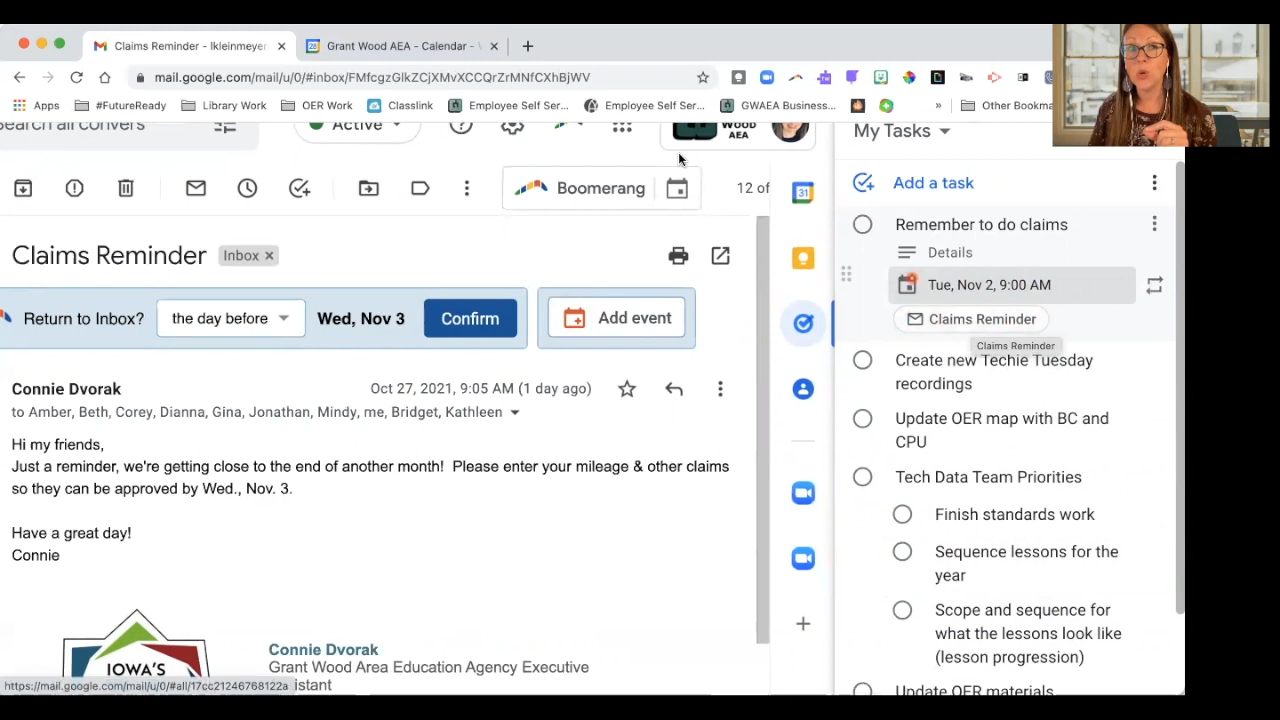 Claims Reminder - lkleinmeyer
Grant Wood AEA - Calendar -
mail.google.com/mail/u/0/#inbox/FMfcgzGlkZCjXMvXCCQrZrMNfCXhBjWV
Apps
#FutureReady
Library Work
OER Work
Classlink
Employee Self Ser...
Employee Self Ser...
GWAEA Business...
»
Other Bookma
Search all convers
Active
WOOD
AEA
My Tasks
Boomerang
12 of
31
Add a task
Claims Reminder
Inbox ×
Remember to do claims
Details
Tue, Nov 2, 9:00 AM
Claims Reminder
Claims Reminder
Return to Inbox?
the day before
Wed, Nov 3
Confirm
Add event
Create new Techie Tuesday
recordings
Connie Dvorak
Oct 27, 2021, 9:05 AM (1 day ago)
to Amber, Beth, Corey, Dianna, Gina, Jonathan, Mindy, me, Bridget, Kathleen
Update OER map with BC and
CPU
Hi my friends,
Just a reminder, we're getting close to the end of another month!  Please enter your mileage & other claims
so they can be approved by Wed., Nov. 3.
Tech Data Team Priorities
Finish standards work
Have a great day!
Connie
Sequence lessons for the
year
Scope and sequence for
what the lessons look like
(lesson progression)
Connie Dvorak
Grant Wood Area Education Agency Executive
istant
IOWA'S
https://mail.google.com/mail/u/0/#all/17cc21246768122a
Update OER materials